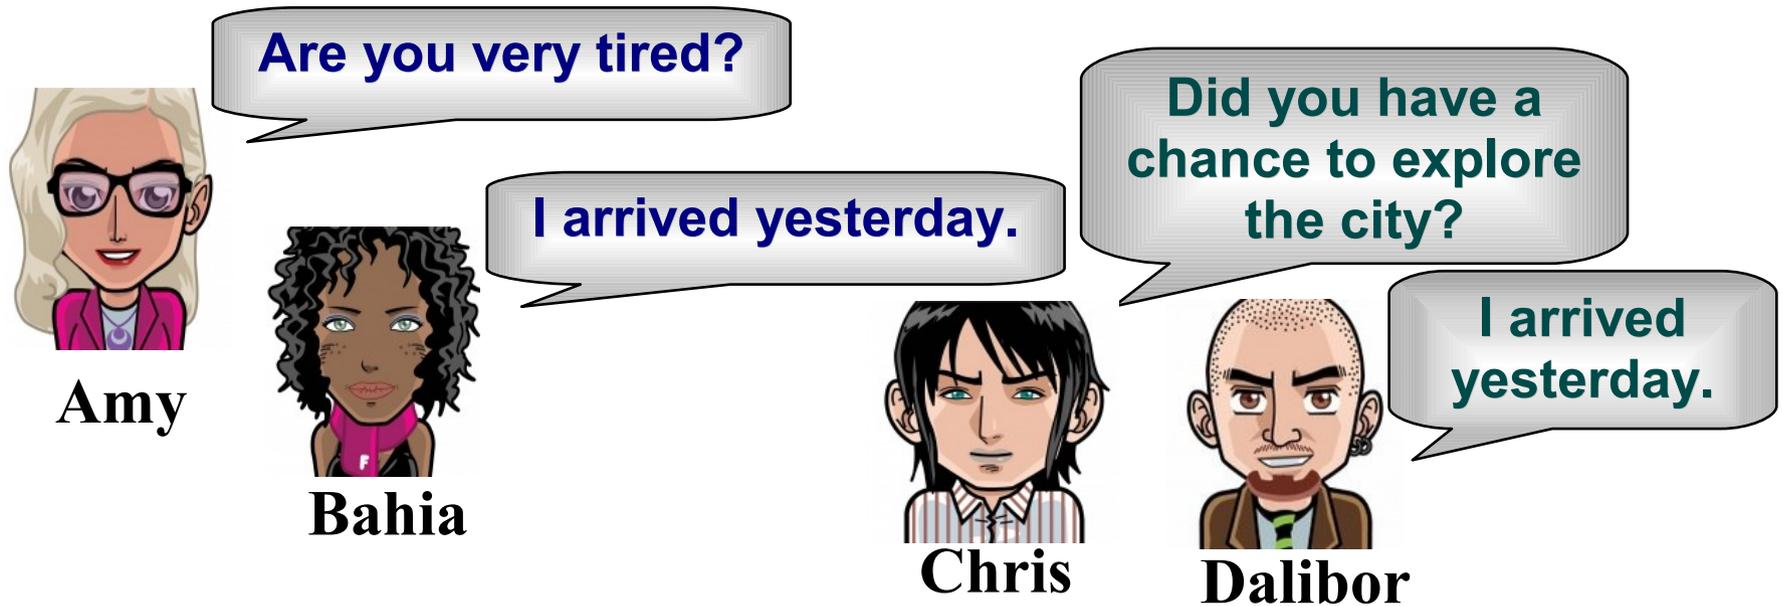 Are you very tired?
Amy
I arrived yesterday.
F
Bahia
Did you have a
chance to explore
the city?
Chris
I arrived
yesterday.
Dalibor